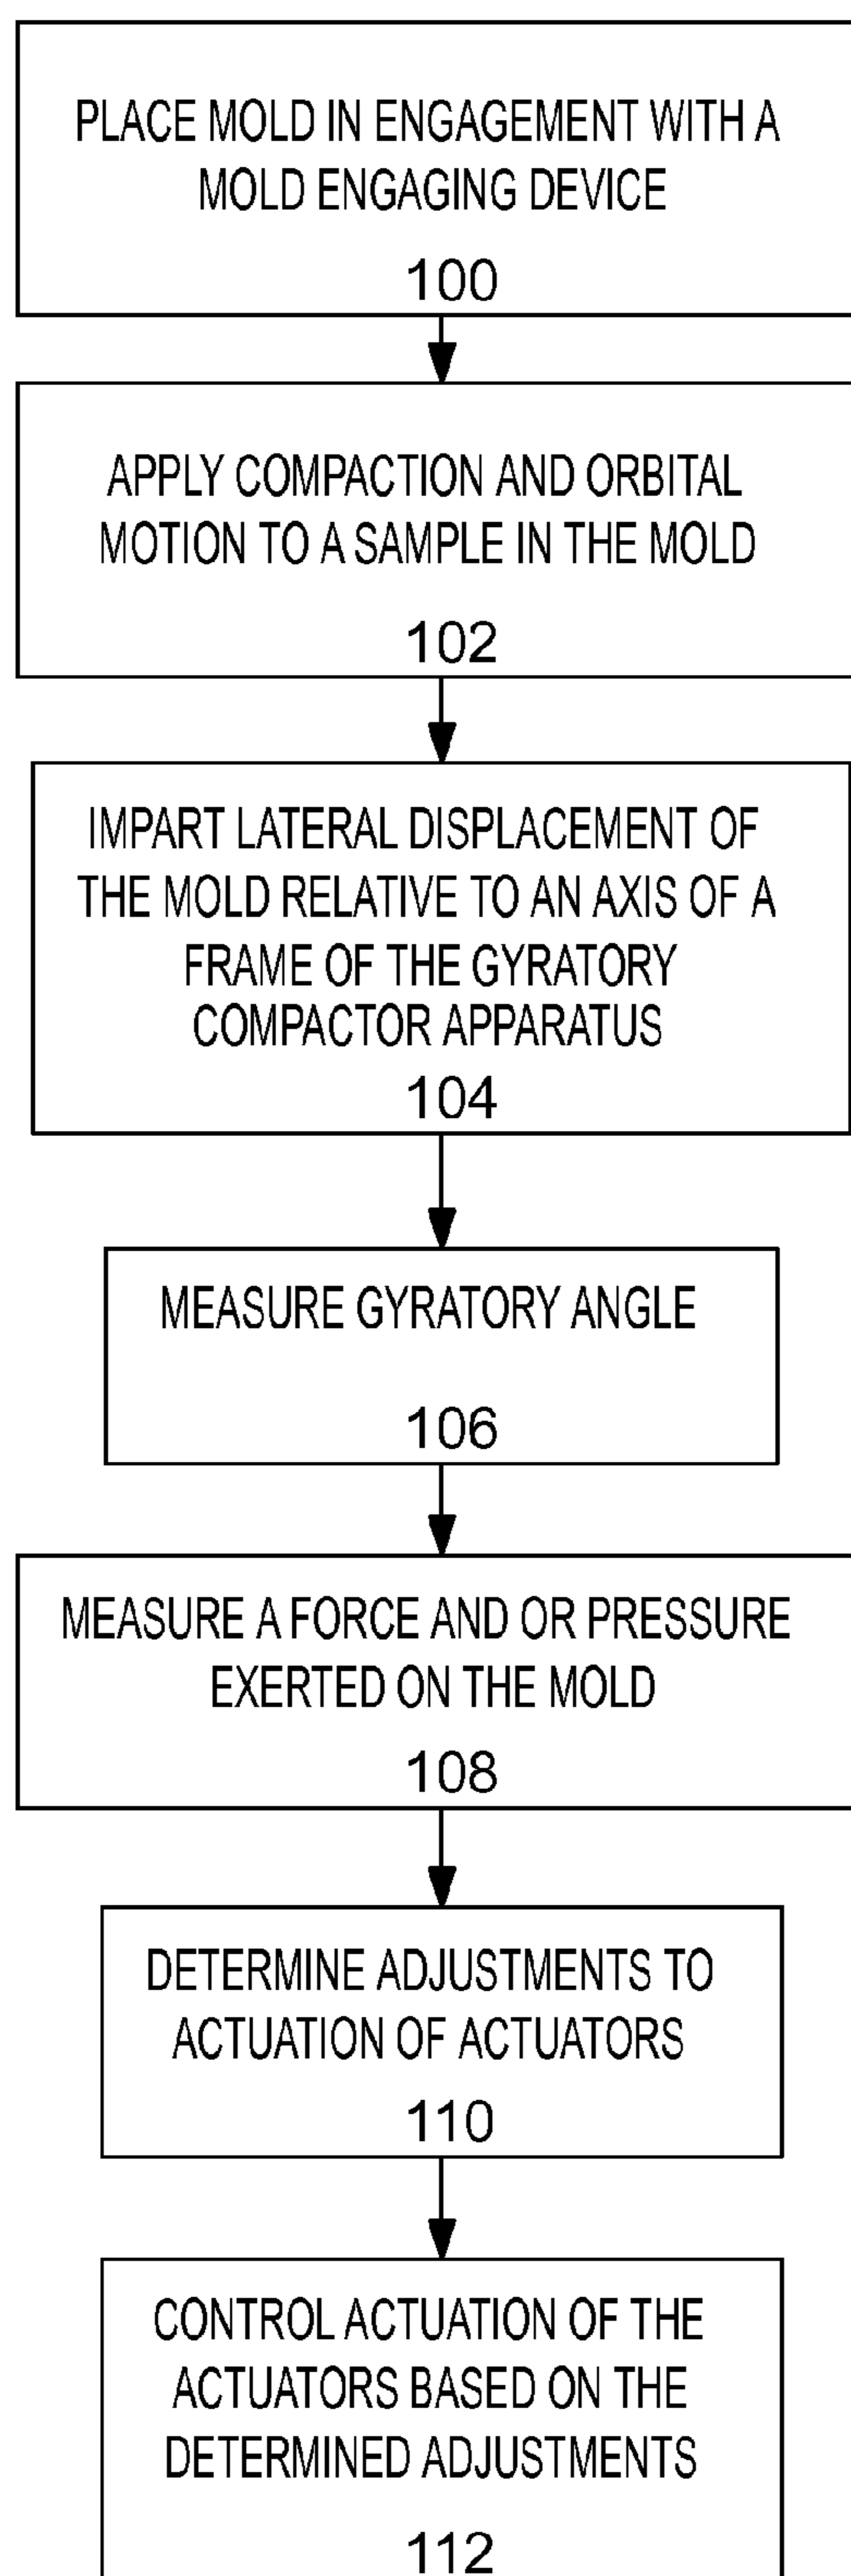 PLACE MOLD IN ENGAGEMENT WITH A
MOLD ENGAGING DEVICE
100
APPLY COMPACTION AND ORBITAL
MOTION TO A SAMPLE IN THE MOLD
102
IMPART LATERAL DISPLACEMENT OF
THE MOLD RELATIVE TO AN AXIS OF A
FRAME OF THE GYRATORY
COMPACTOR APPARATUS
104
MEASURE GYRATORY ANGLE
106
MEASURE A FORCE AND OR PRESSURE
EXERTED ON THE MOLD
108
DETERMINE ADJUSTMENTS TO
ACTUATION OF ACTUATORS
110
CONTROL ACTUATION OF THE
ACTUATORS BASED ON THE
DETERMINED ADJUSTMENTS
112